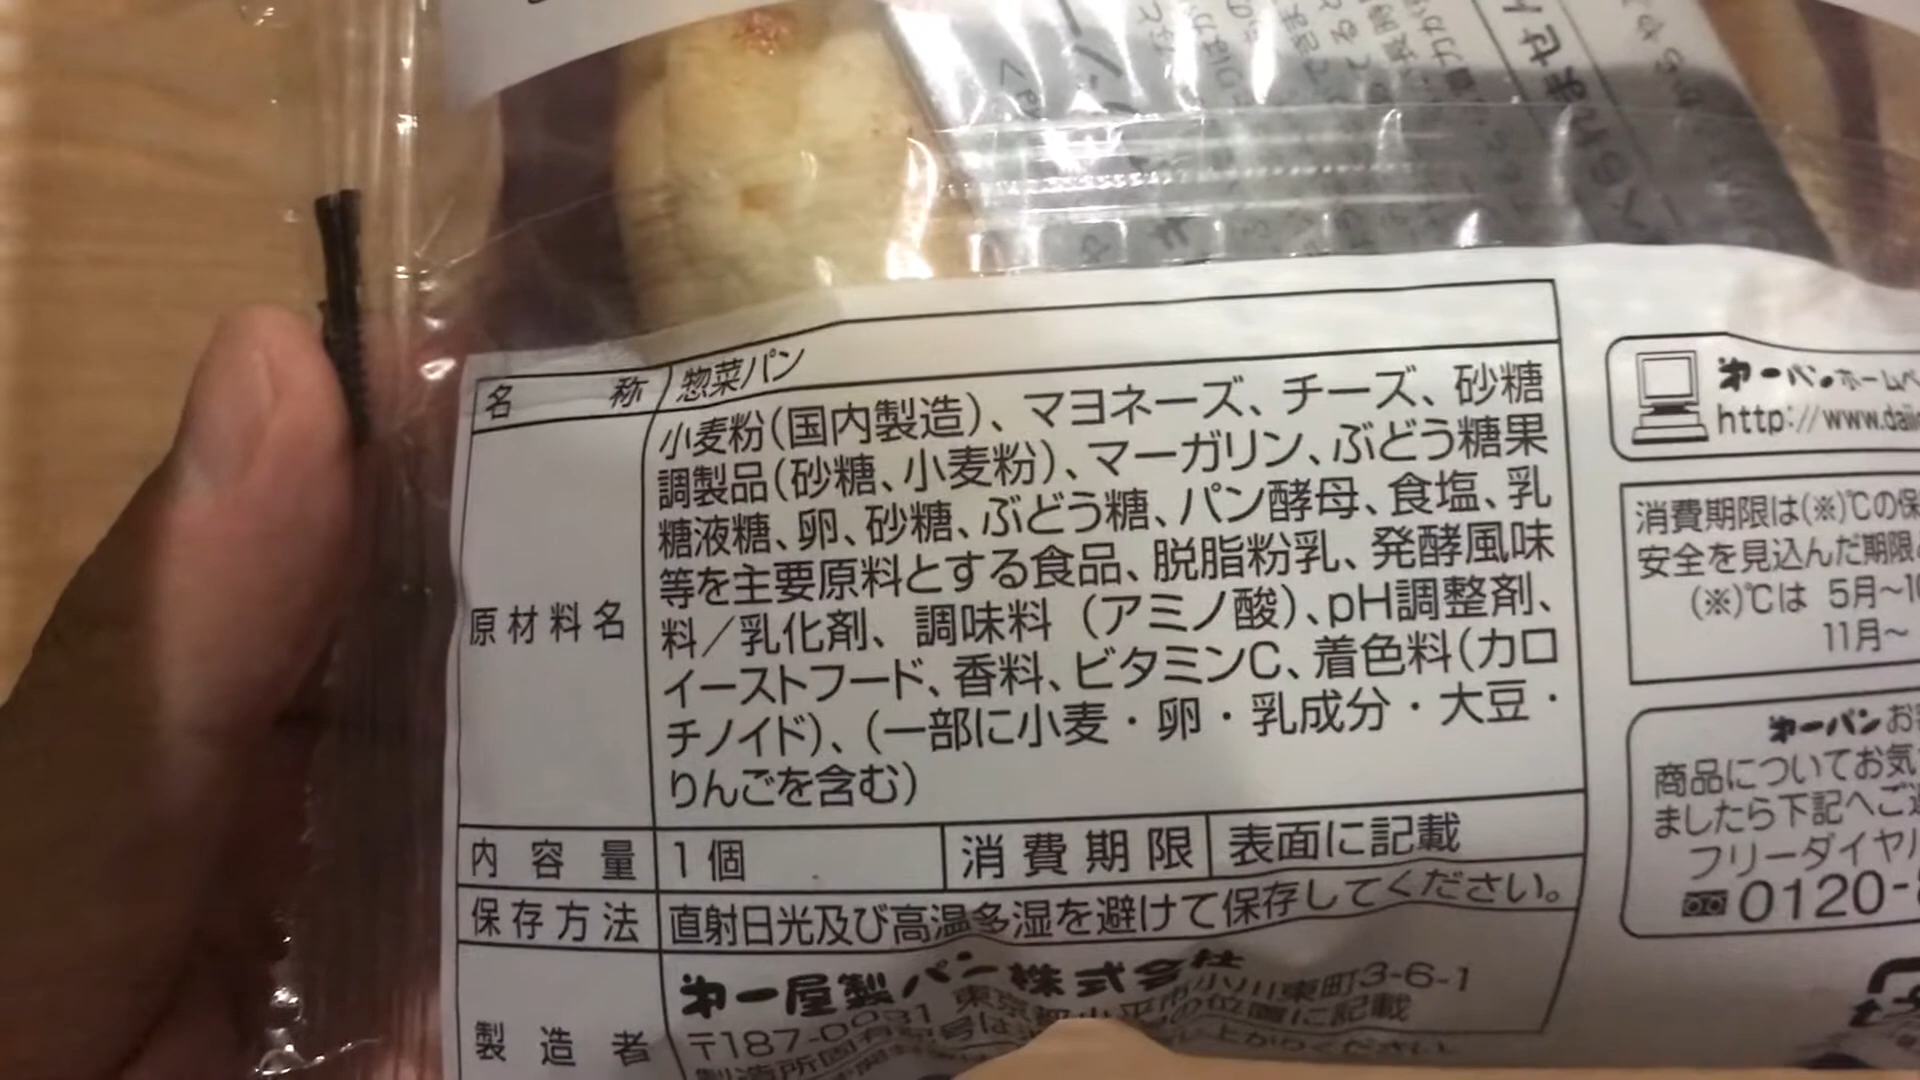 名称 惣菜パン
原材料名
小麦粉(国内製造)、マヨネーズ、チーズ、砂糖
調製品(砂糖、小麦粉)、マーガリン、ぶどう糖果
糖液糖、卵、砂糖、ぶどう糖、パン酵母、食塩、乳
等を主要原料とする食品、脱脂粉乳、発酵風味
料/乳化剤、調味料(アミノ酸)、pH調整剤、
イーストフード、香料、ビタミンC、着色料(カロ
チノイド)、(一部に小麦・卵・乳成分・大豆・
りんごを含む)
内容量 1個 消費期限 表面に記載
保存方法 直射日光及び高温多湿を避けて保存してください。
製造者
第一屋製パン株式会社
〒187-0031 東京都小平市小川東町3-6-1
の位置に記載
第一パンホームペ
http://www.daii
消費期限は(※)℃の保
安全を見込んだ期限
(※)℃は 5月~10
11月~
第一パンお
商品についてお気
ましたら下記へご
フリーダイヤル
0120-